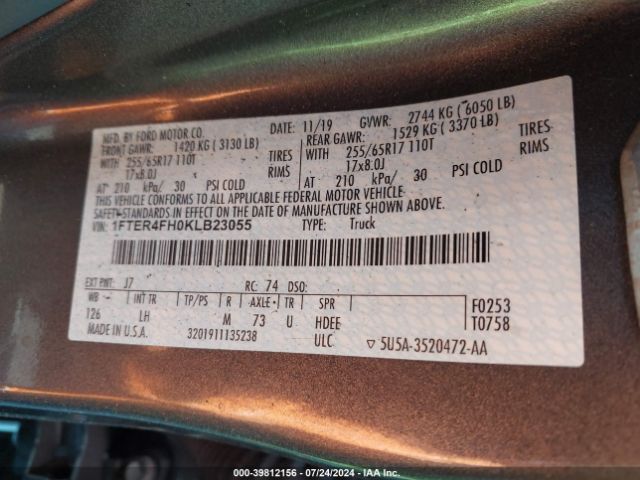 MFD. BY FORD MOTOR CO. 11/19 GVWR: 2744 KG ( 6050 LB)
FRONT GAWR: 1420 KG ( 3130 LB) REAR GAWR: 1529 KG ( 3370 LB)
WITH 255/65R17 110T TIRES WITH 255/65R17 110T TIRES
17x8.0J RIMS 17x8.0J RIMS
AT 210 kPa/ 30 PSI COLD AT 210 kPa/ 30 PSI COLD
THIS VEHICLE CONFORMS TO ALL APPLICABLE FEDERAL MOTOR VEHICLE
SAFETY STANDARDS IN EFFECT ON THE DATE OF MANUFACTURE SHOWN ABOVE.
VIN: 1FTER4FH0KLB23055 TYPE: Truck
EXT PNT: J7 RC: 74 DSO:
WB INT TR TP/PS R AXLE TR SPR F0253
126 LH M 73 U HDEE T0758
MADE IN U.S.A. 3201911135238 ULC ▽ 5U5A-3520472-AA
000-39812156 - 07/24/2024 - IAA Inc.